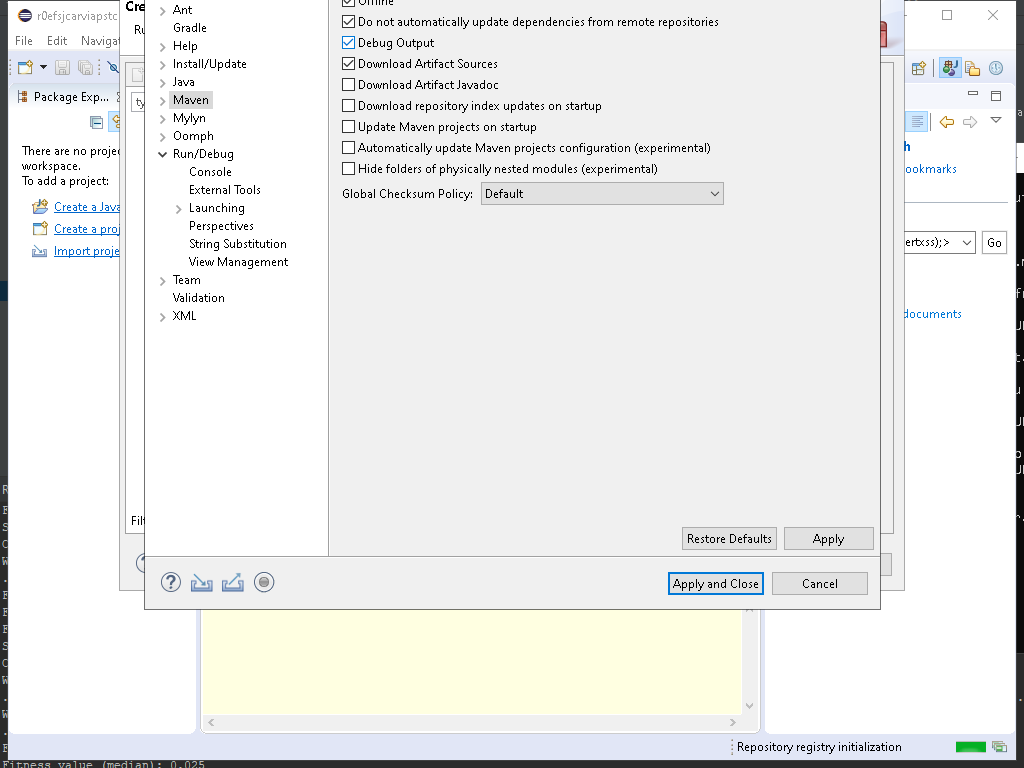 r0efsjcarviapstc
Cre
File Edit Navigat
Ru
Package Exp...
ty
There are no projec
workspace.
To add a project:
Create a Java
Create a proj
Import proje
Filt
Ant
Gradle
Help
Install/Update
Java
Maven
Mylyn
Oomph
Run/Debug
Console
External Tools
Launching
Perspectives
String Substitution
View Management
Team
Validation
XML
Offline
Do not automatically update dependencies from remote repositories
Debug Output
Download Artifact Sources
Download Artifact Javadoc
Download repository index updates on startup
Update Maven projects on startup
Automatically update Maven projects configuration (experimental)
Hide folders of physically nested modules (experimental)
Global Checksum Policy: Default
Restore Defaults Apply
Apply and Close Cancel
h
ookmarks
ertxss);> Go
documents
Repository registry initialization
Fitness value (median): 0.025